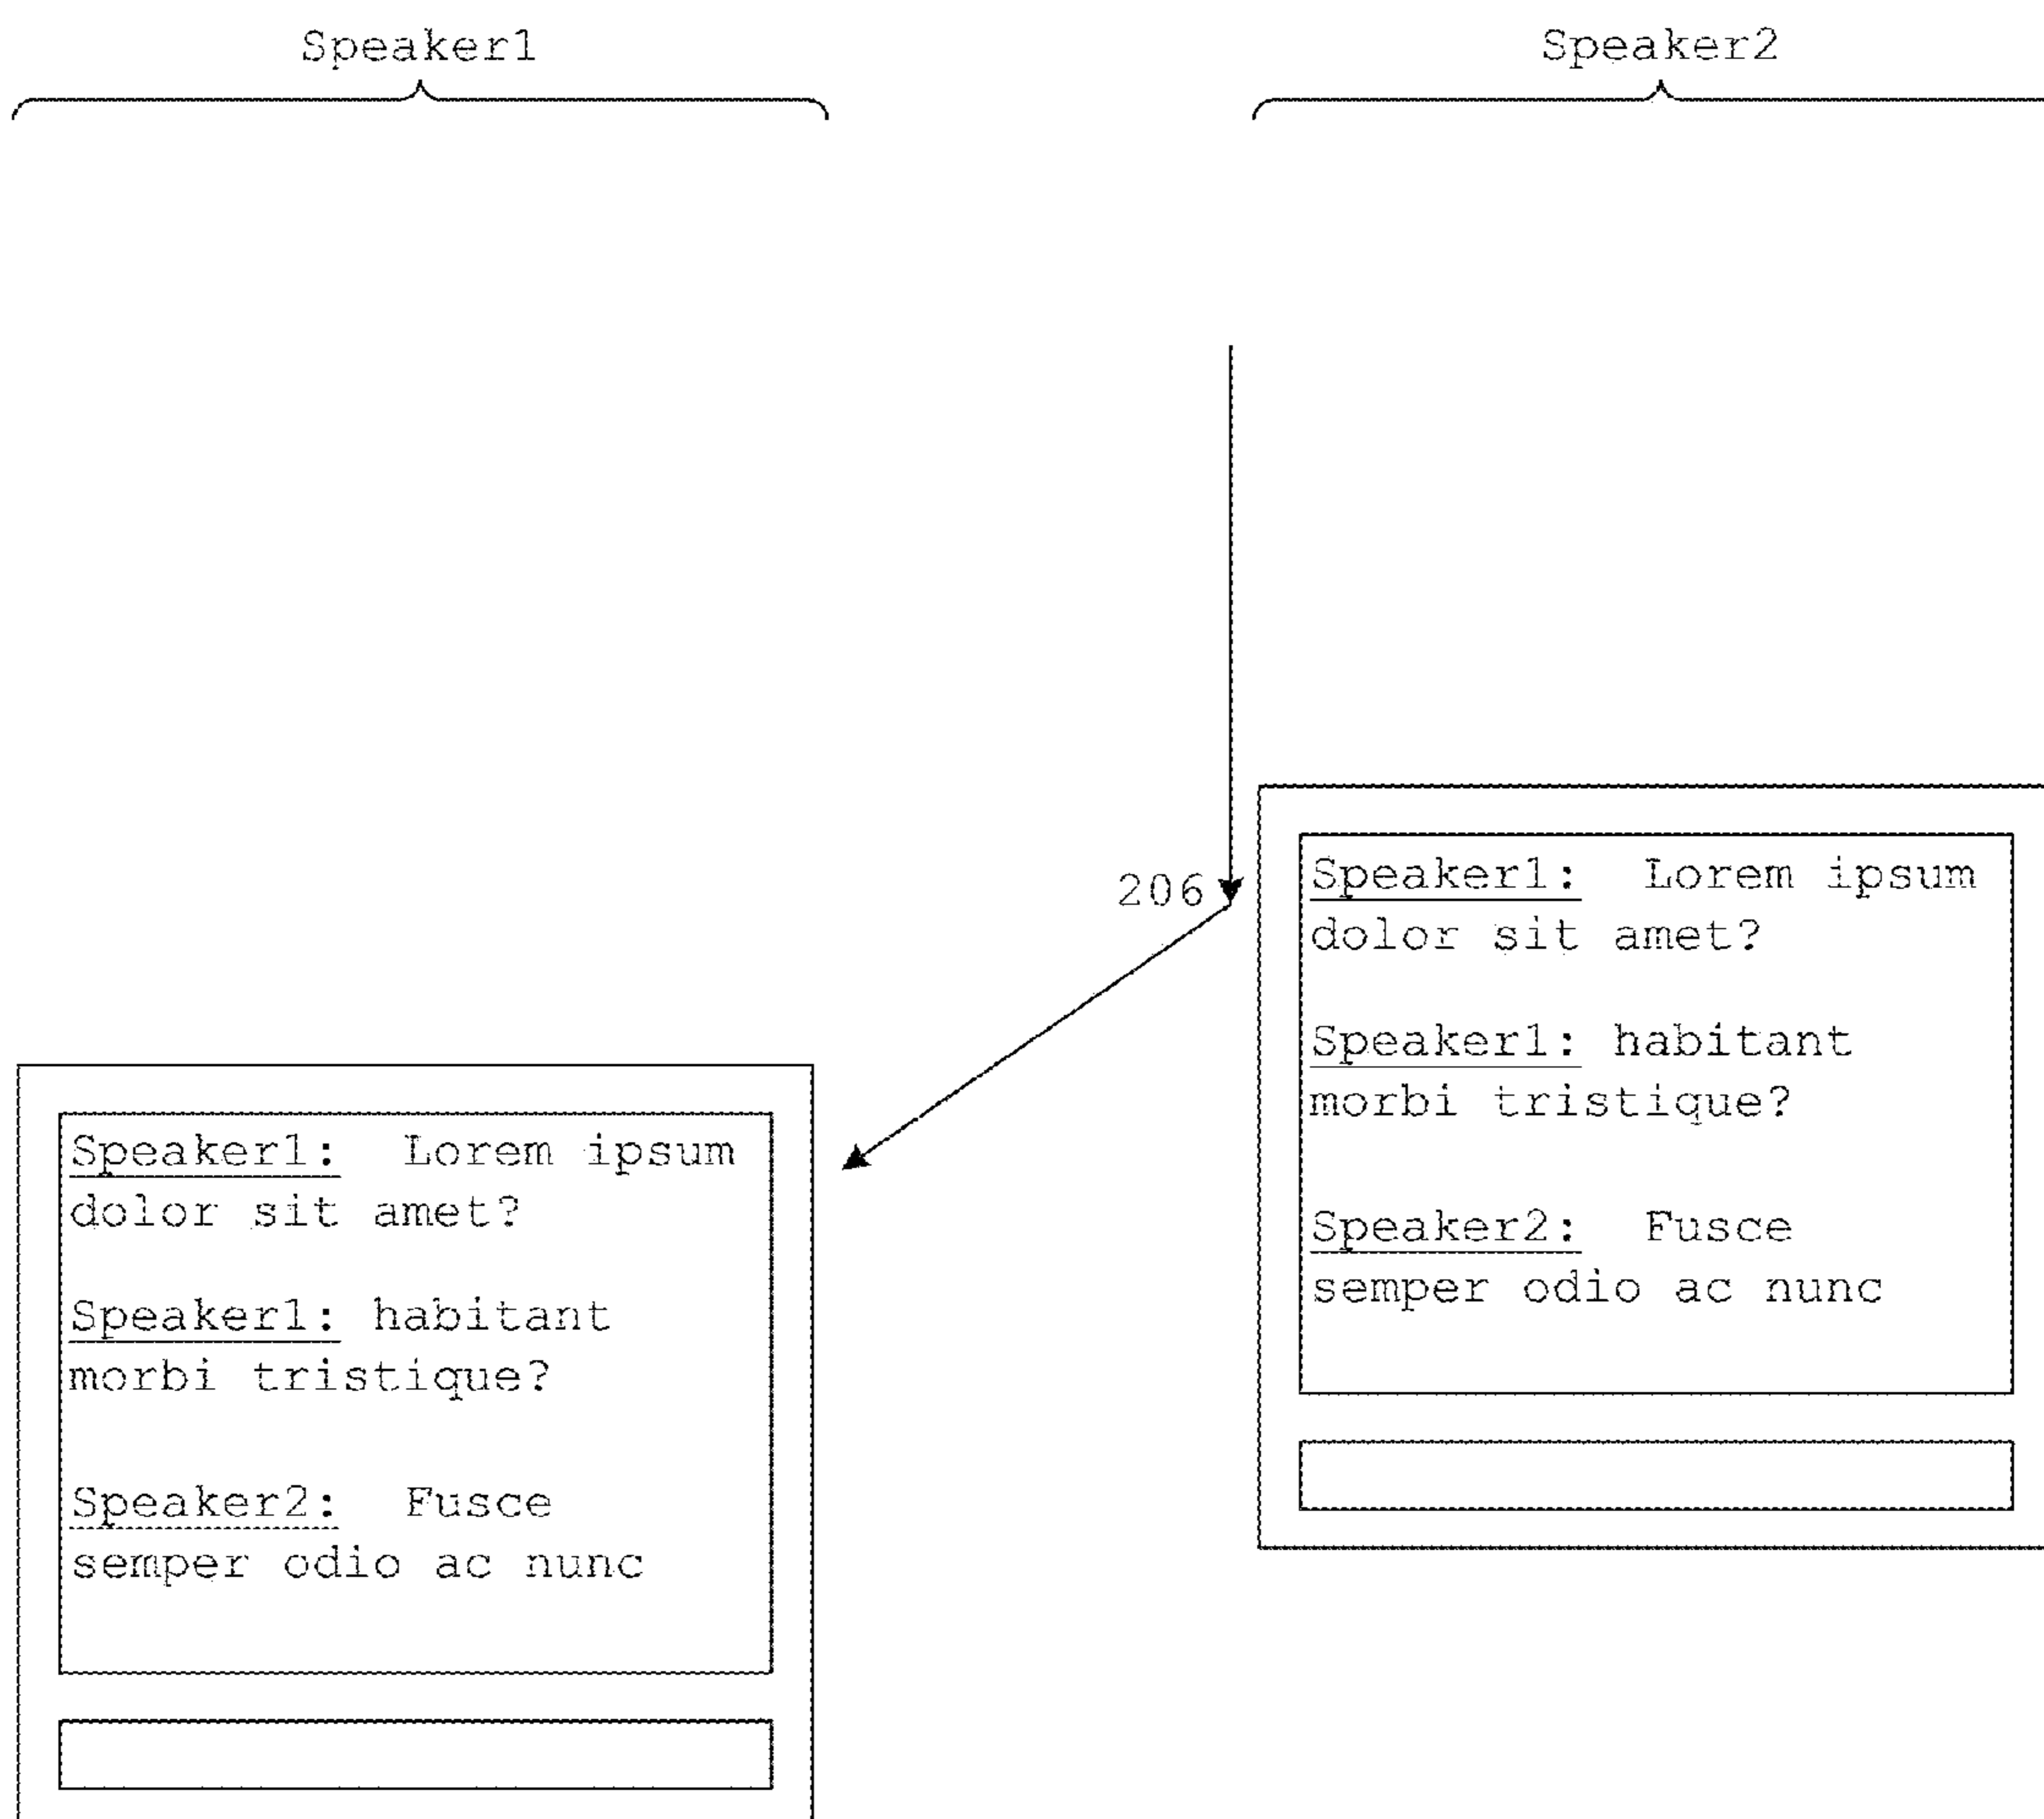 Speaker1
Speaker2
206
Speaker1:  Lorem ipsum
dolor sit amet?
Speaker1: habitant
morbi tristique?
Speaker2:  Fusce
semper odio ac nunc
Speaker1:  Lorem ipsum
dolor sit amet?
Speaker1: habitant
morbi tristique?
Speaker2:  Fusce
semper odio ac nunc